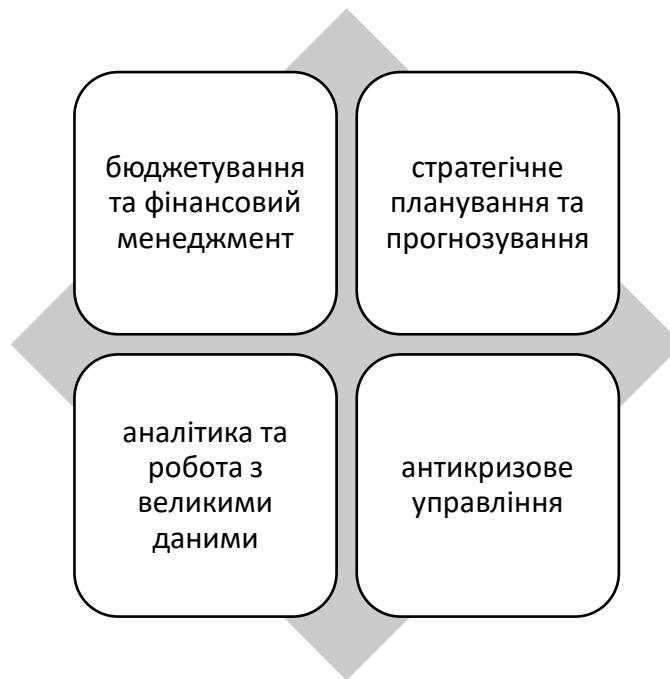 бюджетування
та фінансовий
менеджмент
стратегічне
планування та
прогнозування
аналітика та
робота з
великими
даними
антикризове
управління